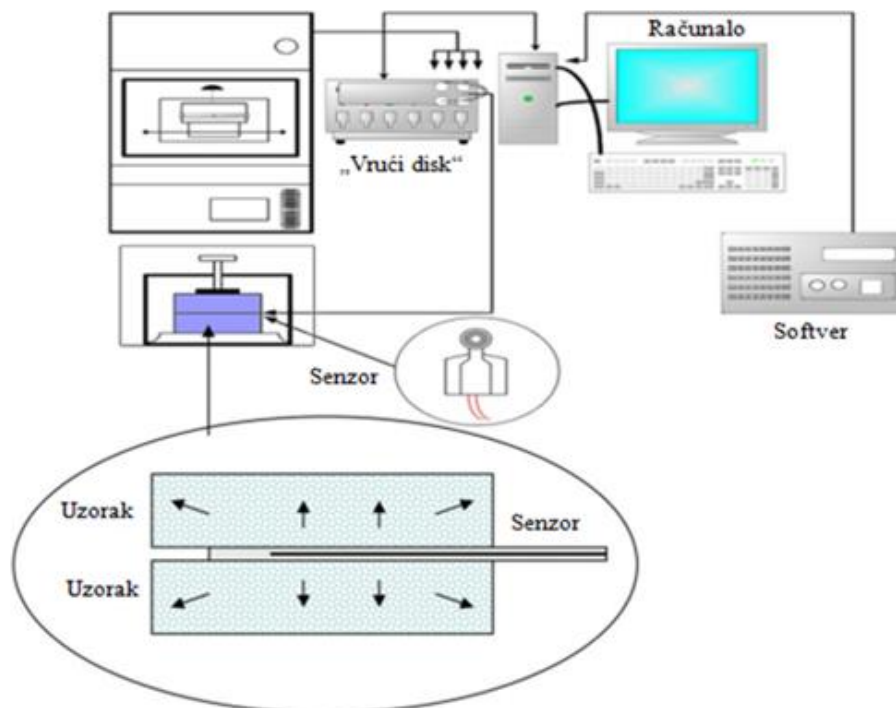 Računalo
„Vrući disk“
Softver
Senzor
Uzorak
Senzor
Uzorak